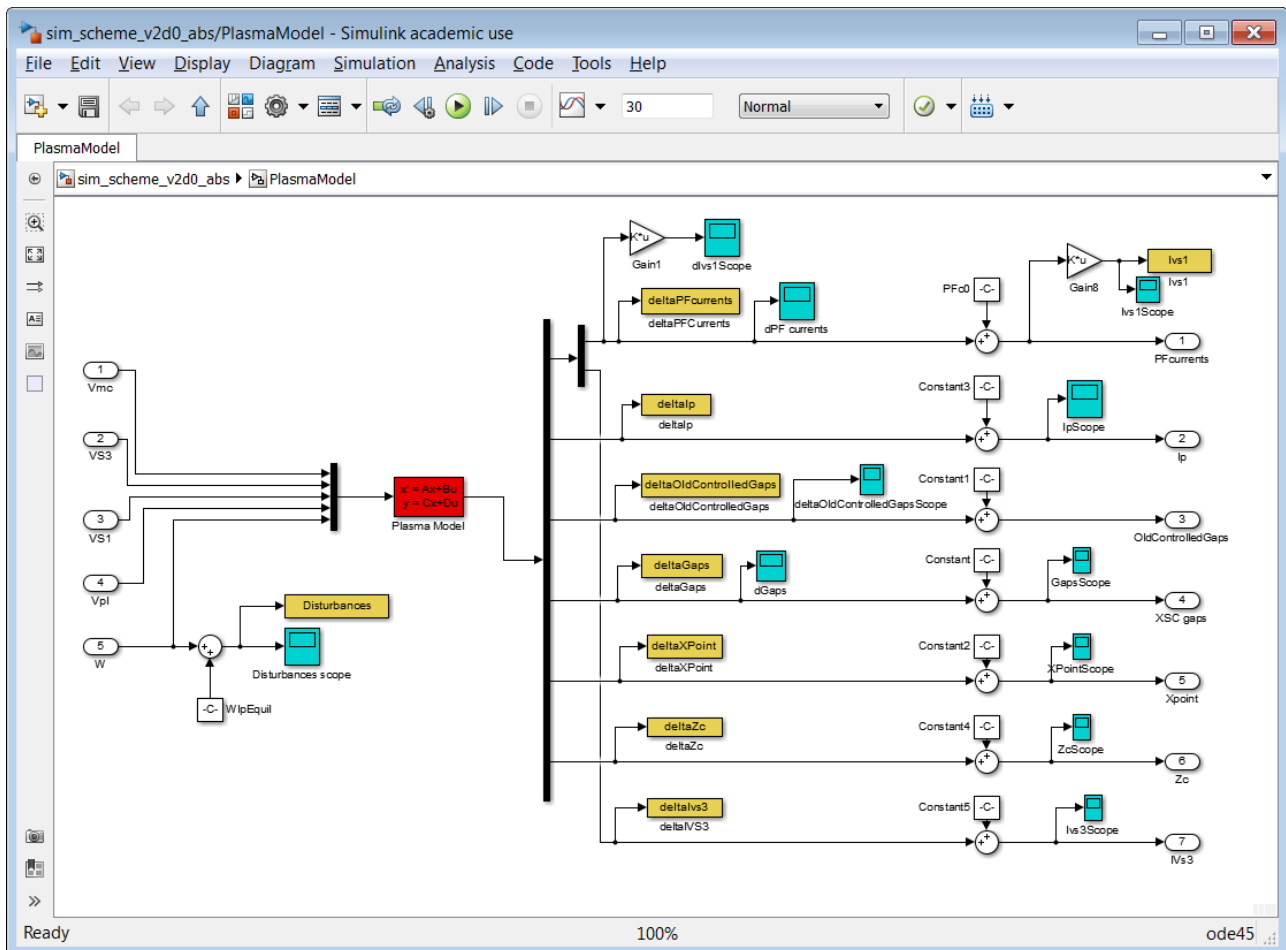 sim_scheme_v2d0_abs/PlasmaModel - Simulink academic use
File Edit View Display Diagram Simulation Analysis Code Tools Help
30 Normal
PlasmaModel
sim_scheme_v2d0_abs PlasmaModel
K*u
Gain1
dIvs1Scope
K*u
Gain8
Ivs1
Ivs1
Ivs1Scope
deltaPFcurrents
deltaPFCurrents
dPF currents
PFc0 -C-
1
PFcurrents
1
Vmc
deltaIp
deltaIp
Constant3 -C-
IpScope
2
Ip
2
VS3
x' = Ax+Bu
y = Cx+Du
Plasma Model
deltaOldControlledGaps
deltaOldControlledGaps
deltaOldControlledGapsScope
Constant1 -C-
3
OldControlledGaps
3
VS1
deltaGaps
deltaGaps
dGaps
Constant -C-
GapsScope
4
XSC gaps
4
Vpl
Disturbances
5
W
Disturbances scope
-C- WIpEquil
deltaXPoint
deltaXPoint
Constant2 -C-
XPointScope
5
Xpoint
deltaZc
deltaZc
Constant4 -C-
ZcScope
6
Zc
deltaIvs3
deltaIVS3
Constant5 -C-
Ivs3Scope
7
IVs3
Ready 100% ode45